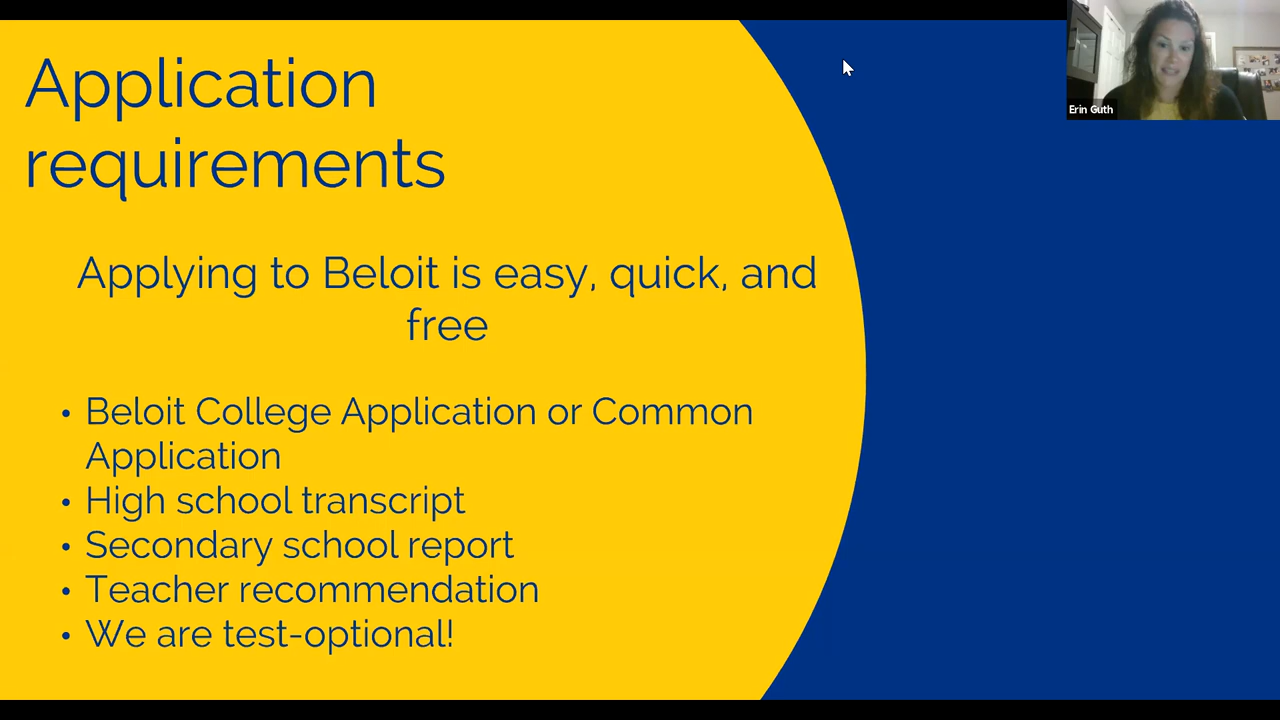 Application
requirements
Erin Guth
Applying to Beloit is easy, quick, and
free
• Beloit College Application or Common
Application
• High school transcript
• Secondary school report
• Teacher recommendation
• We are test-optional!